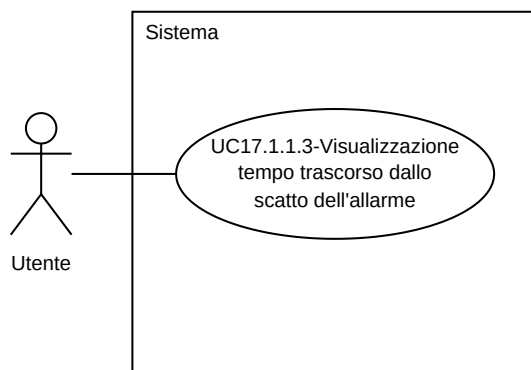 Sistema
UC17.1.1.3-Visualizzazione
tempo trascorso dallo
scatto dell'allarme
Utente